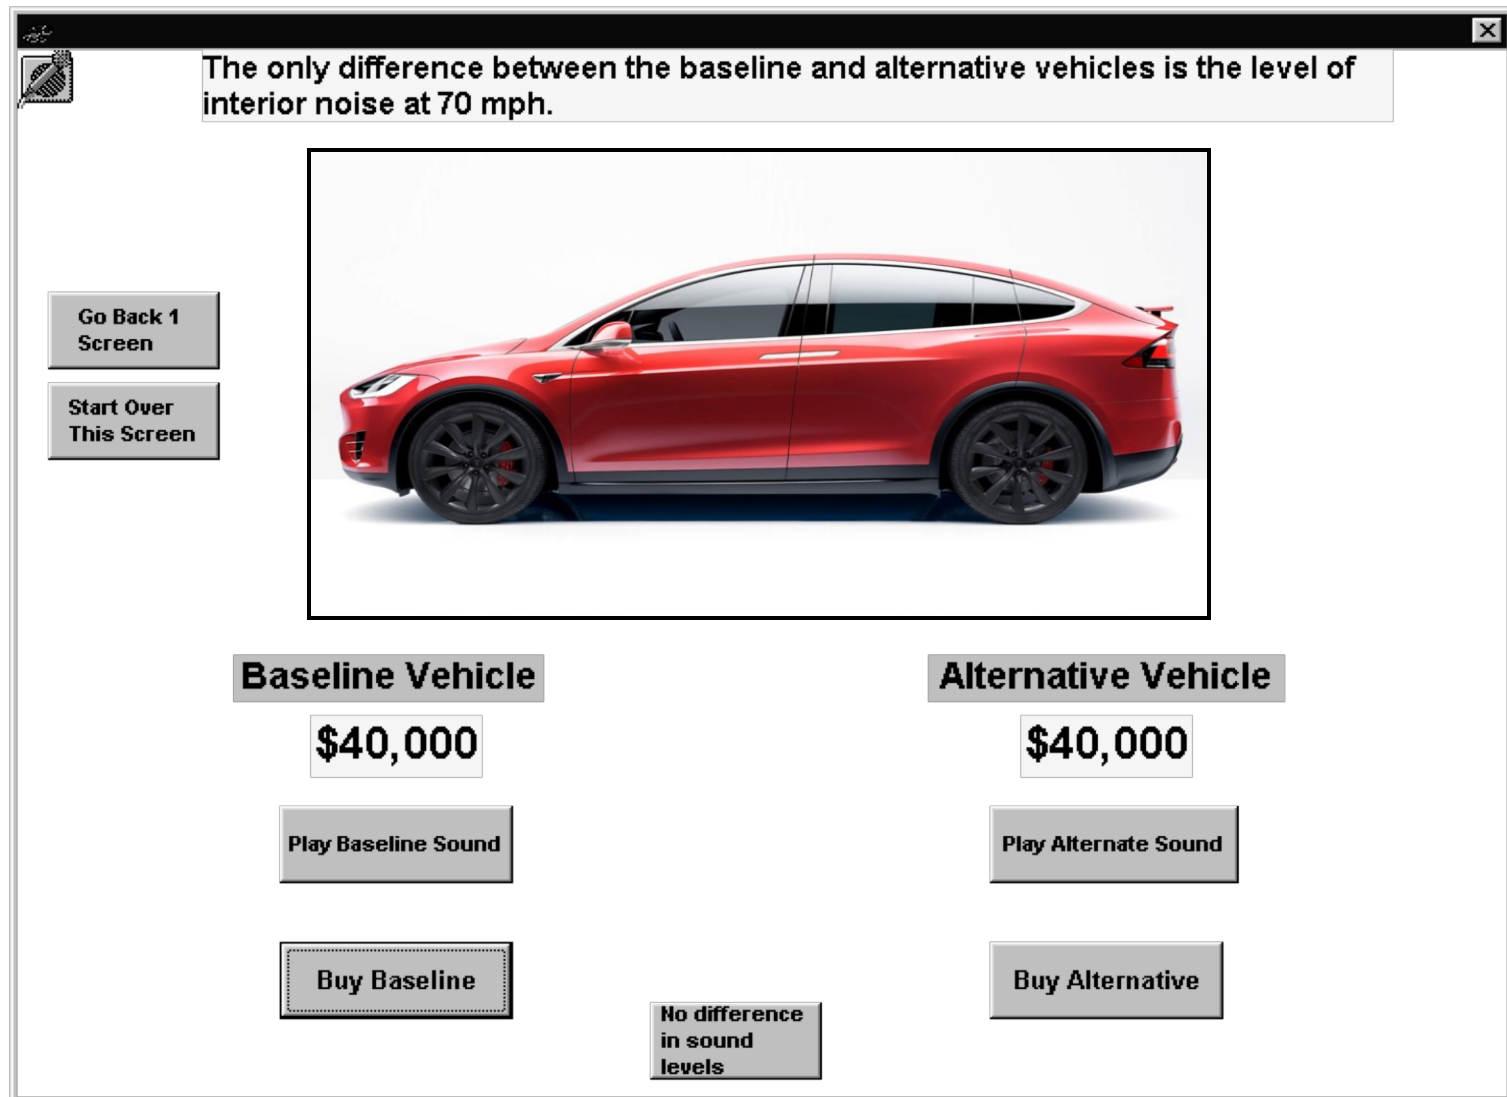 The only difference between the baseline and alternative vehicles is the level of
interior noise at 70 mph.
Go Back 1
Screen
Start Over
This Screen
Baseline Vehicle
Alternative Vehicle
$40,000
$40,000
Play Baseline Sound
Play Alternate Sound
Buy Baseline
Buy Alternative
No difference
in sound
levels